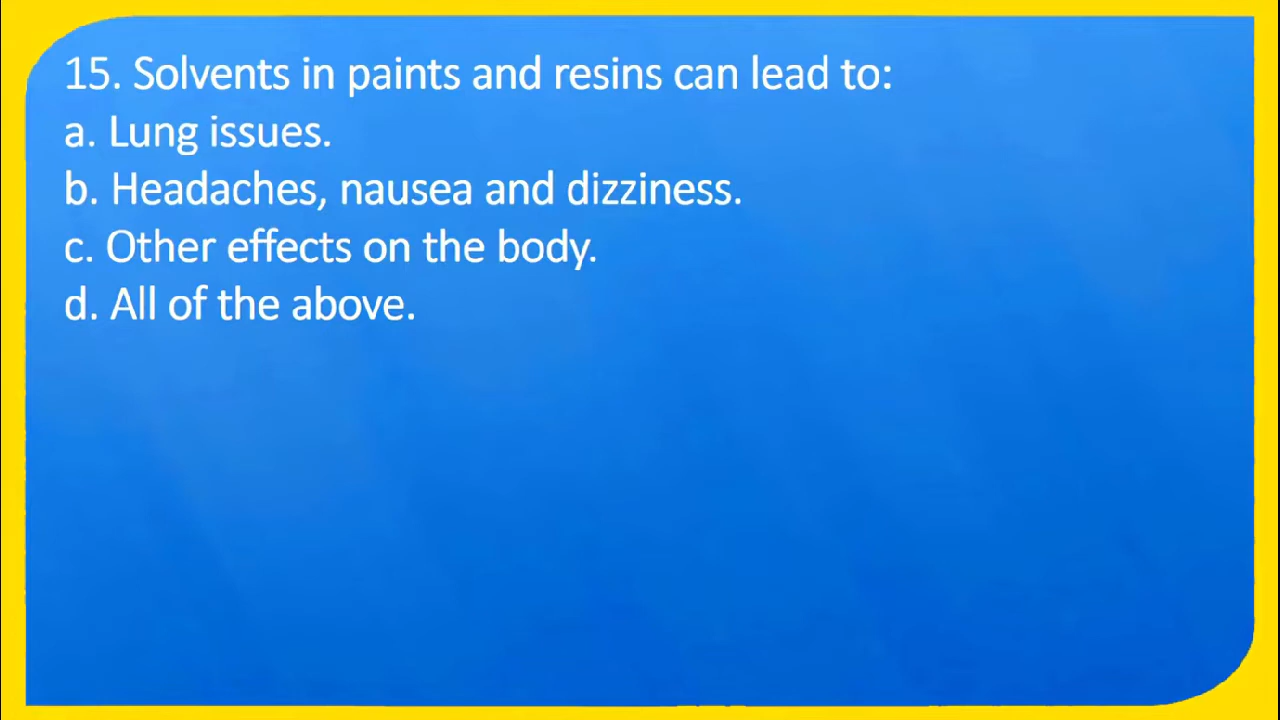 15. Solvents in paints and resins can lead to:
a. Lung issues.
b. Headaches, nausea and dizziness.
c. Other effects on the body.
d. All of the above.